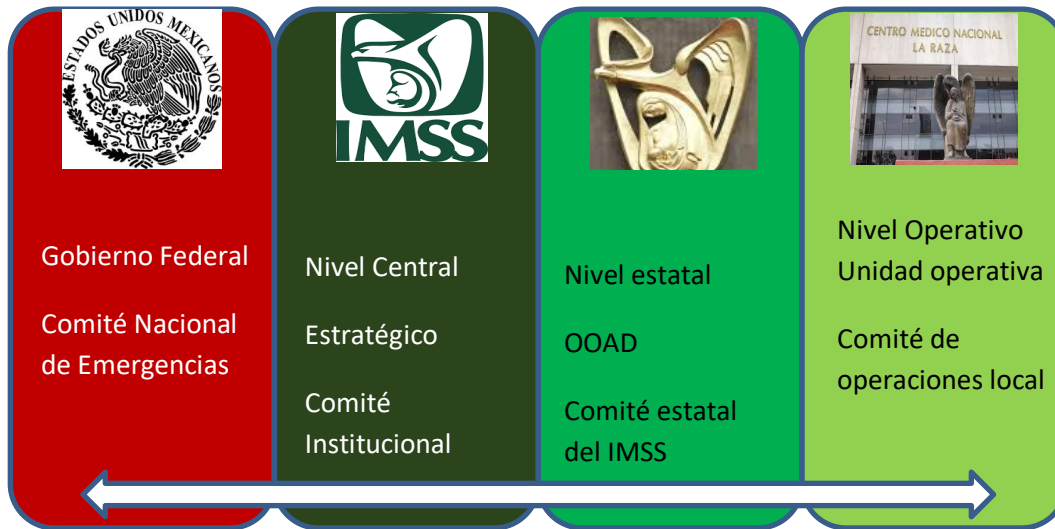 ESTADOS UNIDOS MEXICANOS
Gobierno Federal
Comité Nacional
de Emergencias
IMSS
Nivel Central
Estratégico
Comité
Institucional
Nivel estatal
OOAD
Comité estatal
del IMSS
CENTRO MEDICO NACIONAL
LA RAZA
Nivel Operativo
Unidad operativa
Comité de
operaciones local